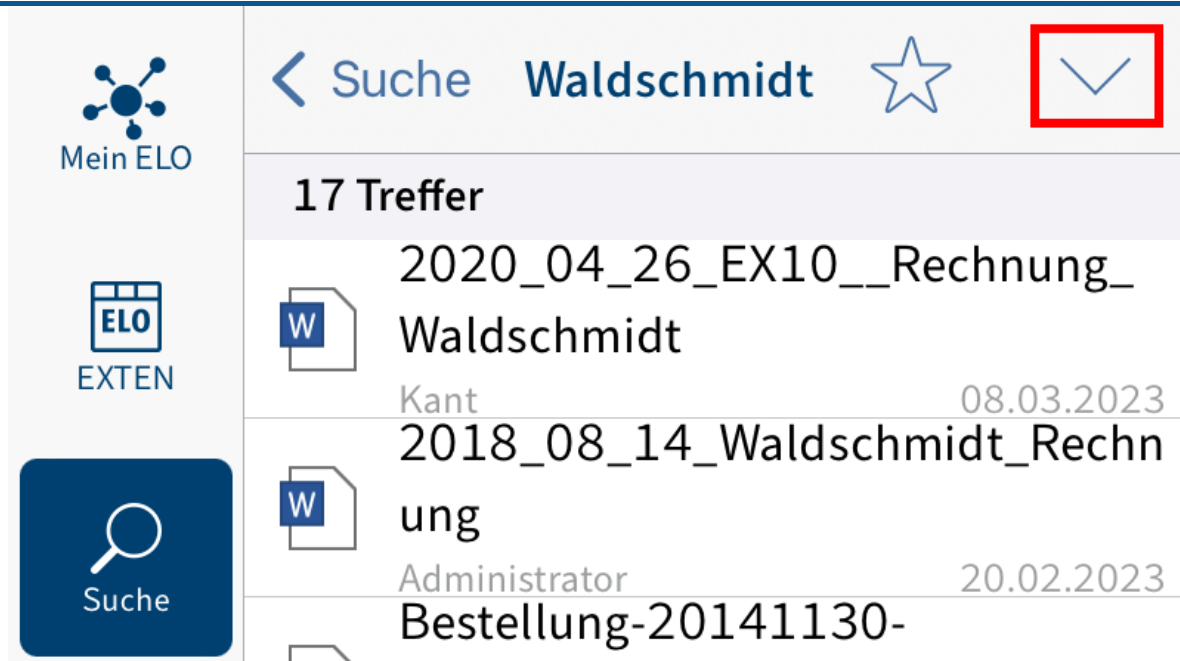 Mein ELO
ELO
EXTEN
Suche
Suche Waldschmidt
17 Treffer
W
2020_04_26_EX10__Rechnung_
Waldschmidt
Kant 08.03.2023
W
2018_08_14_Waldschmidt_Rechn
ung
Administrator 20.02.2023
Bestellung-20141130-